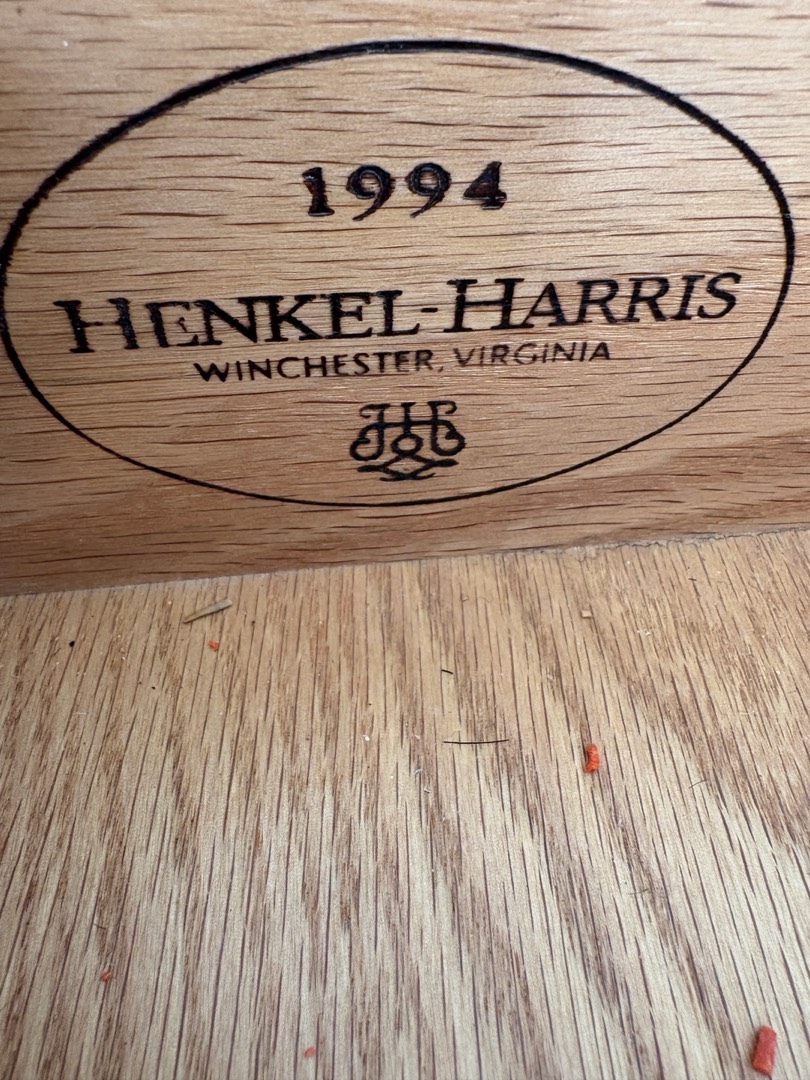 1994
HENKEL-HARRIS
WINCHESTER, VIRGINIA